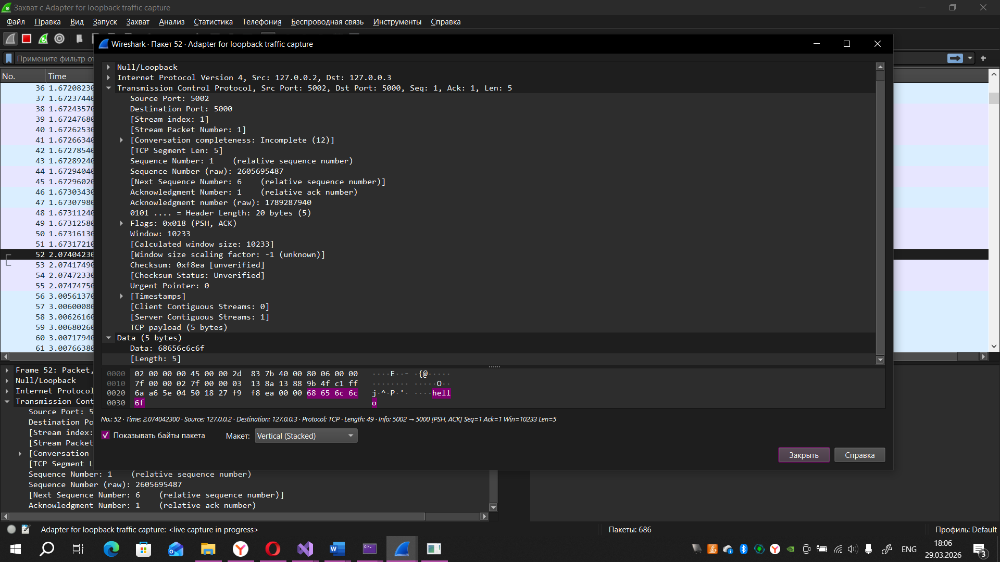 Захват с Adapter for loopback traffic capture
Файл Правка Вид Запуск Захват Анализ Статистика Телефония Беспроводная связь Инструменты Справка
Wireshark · Пакет 52 · Adapter for loopback traffic capture
Примените фильтр от
No. Time
36 1.67208230
37 1.67237440
38 1.67243570
39 1.67247680
40 1.67262530
41 1.67266340
42 1.67278540
43 1.67289240
44 1.67294040
45 1.67296020
46 1.67303430
47 1.67307980
48 1.67311240
49 1.67312580
50 1.67316130
51 1.67317210
52 2.07404230
53 2.07417490
54 2.07472330
55 2.07474750
56 3.00561370
57 3.00600080
58 3.00626160
59 3.00680260
60 3.00717940
61 3.00766380
Null/Loopback
Internet Protocol Version 4, Src: 127.0.0.2, Dst: 127.0.0.3
Transmission Control Protocol, Src Port: 5002, Dst Port: 5000, Seq: 1, Ack: 1, Len: 5
Source Port: 5002
Destination Port: 5000
[Stream index: 1]
[Stream Packet Number: 1]
[Conversation completeness: Incomplete (12)]
[TCP Segment Len: 5]
Sequence Number: 1 (relative sequence number)
Sequence Number (raw): 2605695487
[Next Sequence Number: 6 (relative sequence number)]
Acknowledgment Number: 1 (relative ack number)
Acknowledgment number (raw): 1789287940
0101 .... = Header Length: 20 bytes (5)
Flags: 0x018 (PSH, ACK)
Window: 10233
[Calculated window size: 10233]
[Window size scaling factor: -1 (unknown)]
Checksum: 0xf8ea [unverified]
[Checksum Status: Unverified]
Urgent Pointer: 0
[Timestamps]
[Client Contiguous Streams: 0]
[Server Contiguous Streams: 1]
TCP payload (5 bytes)
Data (5 bytes)
Data: 68656c6c6f
[Length: 5]
0000 02 00 00 00 45 00 00 2d 83 7b 40 00 80 06 00 00 ····E··- ·{@·····
0010 7f 00 00 02 7f 00 00 03 13 8a 13 88 9b 4f c1 ff ········ ·····O··
0020 6a a6 5e 04 50 18 27 f9 f8 ea 00 00 68 65 6c 6c j·^·P·'· ····hell
0030 6f o
No.: 52 · Time: 2.074042300 · Source: 127.0.0.2 · Destination: 127.0.0.3 · Protocol: TCP · Length: 49 · Info: 5002 → 5000 [PSH, ACK] Seq=1 Ack=1 Win=10233 Len=5
Показывать байты пакета Макет: Vertical (Stacked)
Закрыть Справка
Frame 52: Packet,
Null/Loopback
Internet Protocol
Transmission Cont
Source Port: 5
Destination Po
[Stream index:
[Stream Packet
[Conversation
[TCP Segment L
Sequence Number: 1 (relative sequence number)
Sequence Number (raw): 2605695487
[Next Sequence Number: 6 (relative sequence number)]
Acknowledgment Number: 1 (relative ack number)
Adapter for loopback traffic capture: <live capture in progress> Пакеты: 686 Профиль: Default
ENG 18:06
29.03.2026
3